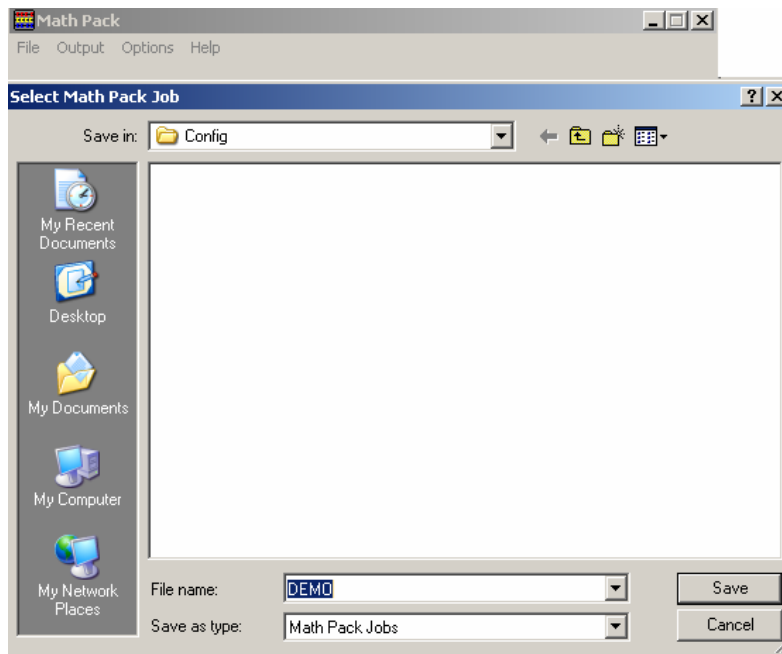 Math Pack
File Output Options Help
Select Math Pack Job
Save in: Config
My Recent
Documents
Desktop
My Documents
My Computer
My Network
Places
File name: DEMO Save
Save as type: Math Pack Jobs Cancel